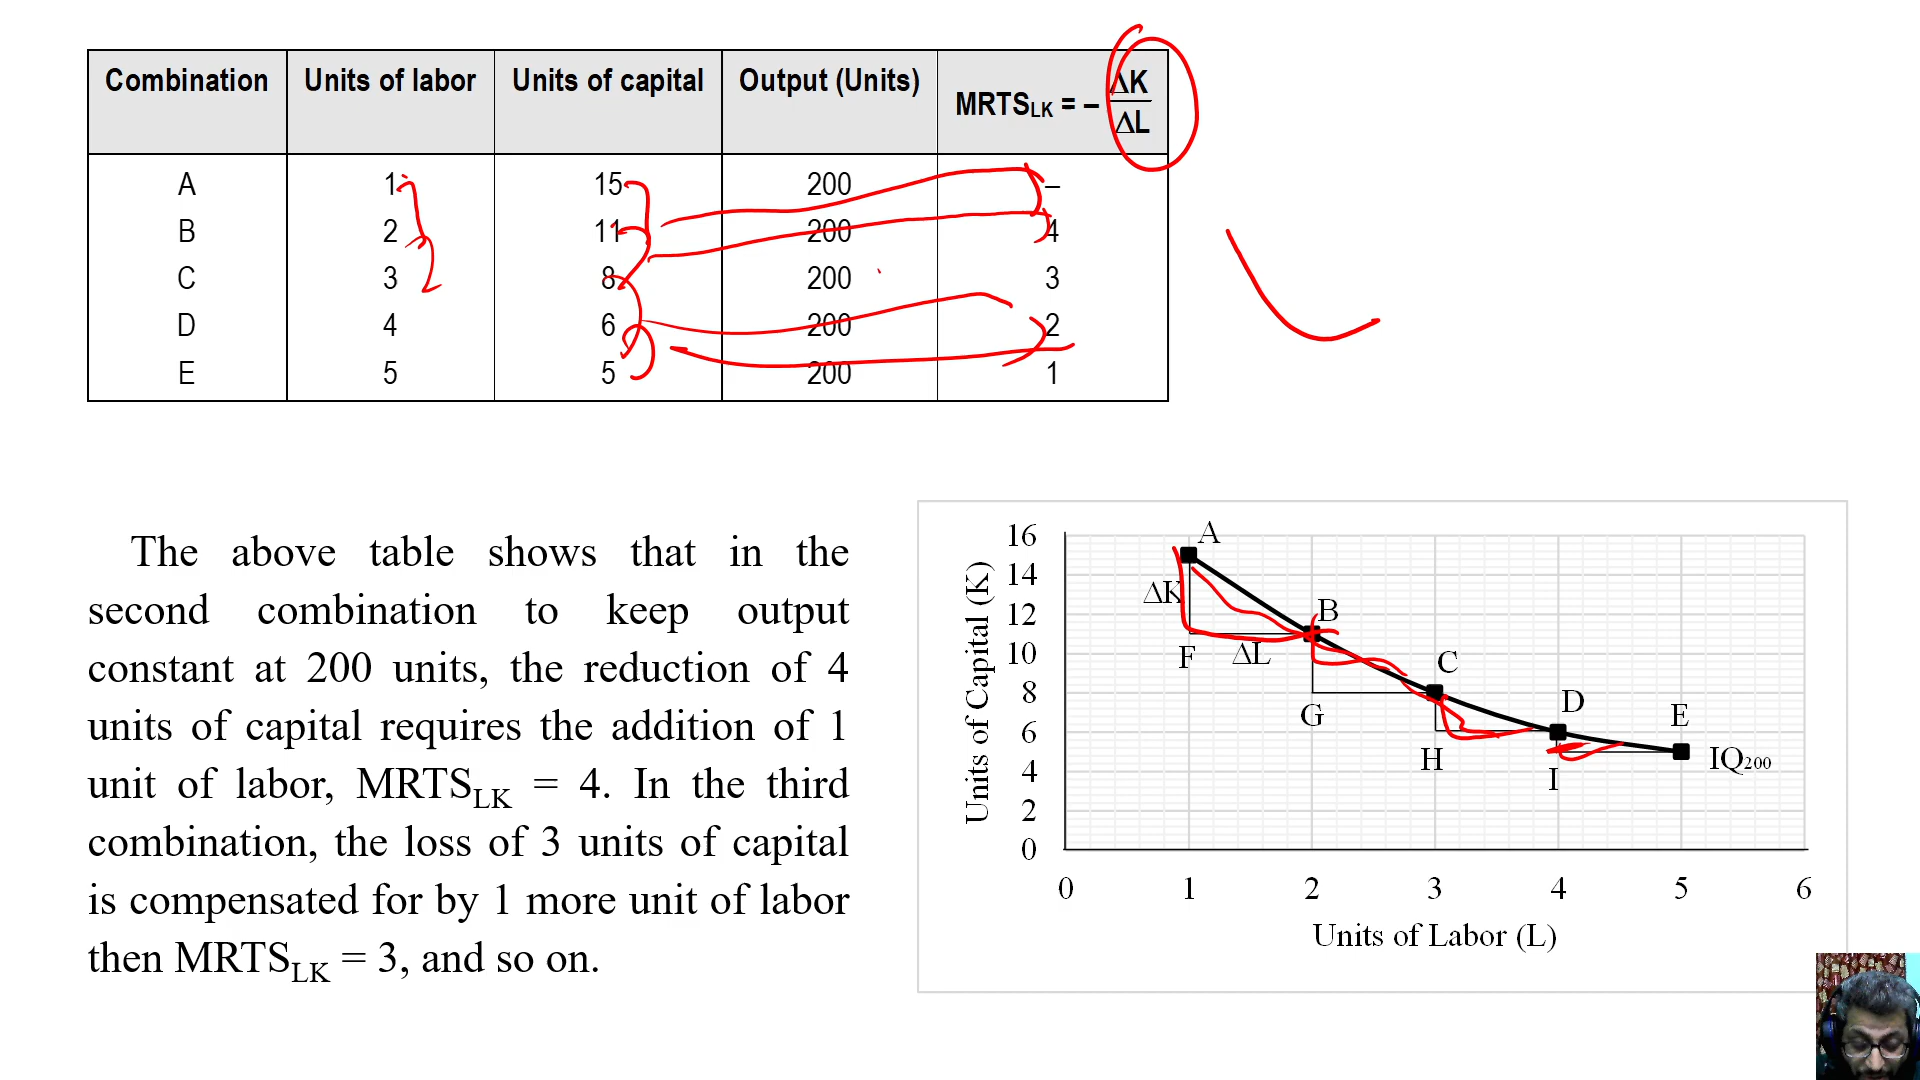 Combination Units of labor Units of capital Output (Units) MRTSLK = – ΔK/ΔL
A 1 15 200 –
B 2 11 200 4
C 3 8 200 3
D 4 6 200 2
E 5 5 200 1
The above table shows that in the
second combination to keep output
constant at 200 units, the reduction of 4
units of capital requires the addition of 1
unit of labor, MRTSLK = 4. In the third
combination, the loss of 3 units of capital
is compensated for by 1 more unit of labor
then MRTSLK = 3, and so on.
Units of Capital (K)
16
14
12
10
8
6
4
2
0
A
ΔK
B
F ΔL
C
G
D
E
H
I
IQ200
0 1 2 3 4 5 6
Units of Labor (L)